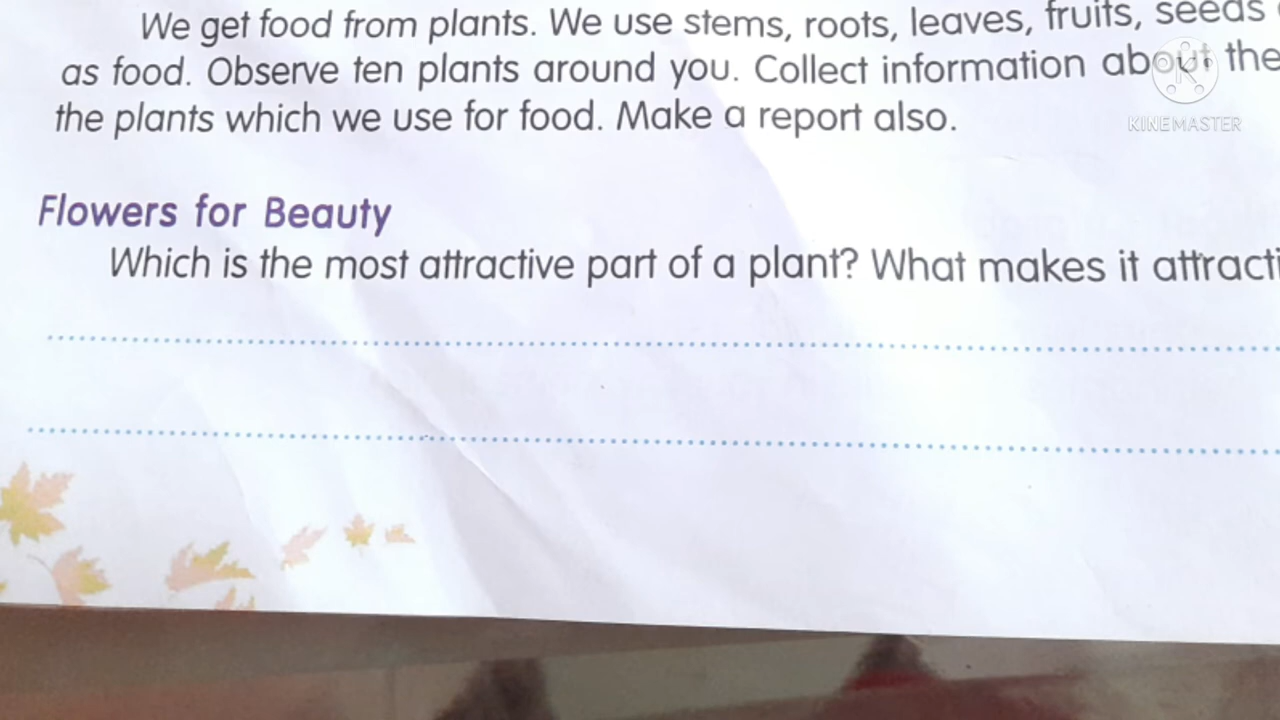 We get food from plants. We use stems, roots, leaves, fruits, seeds
as food. Observe ten plants around you. Collect information about the
the plants which we use for food. Make a report also.
KINEMASTER
Flowers for Beauty
Which is the most attractive part of a plant? What makes it attracti